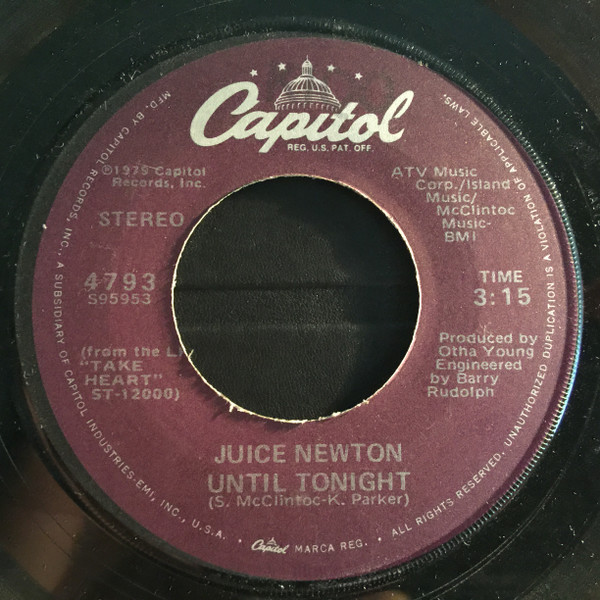 Capitol
REG. U.S. PAT. OFF.
MFD. BY CAPITOL RECORDS, INC., A SUBSIDIARY OF CAPITOL INDUSTRIES-EMI, INC., U.S.A.
℗1979 Capitol
Records, Inc.
STEREO
4793
S95953
(from the
"TAKE
HEART"
ST-12000)
ATV Music
Corp./Island
Music/
McClintoc
Music-
BMI
TIME
3:15
Produced by
Otha Young
Engineered
by Barry
Rudolph
JUICE NEWTON
UNTIL TONIGHT
(S. McClintoc-K. Parker)
Capitol MARCA REG. • ALL RIGHTS RESERVED. UNAUTHORIZED DUPLICATION IS A VIOLATION OF APPLICABLE LAWS.